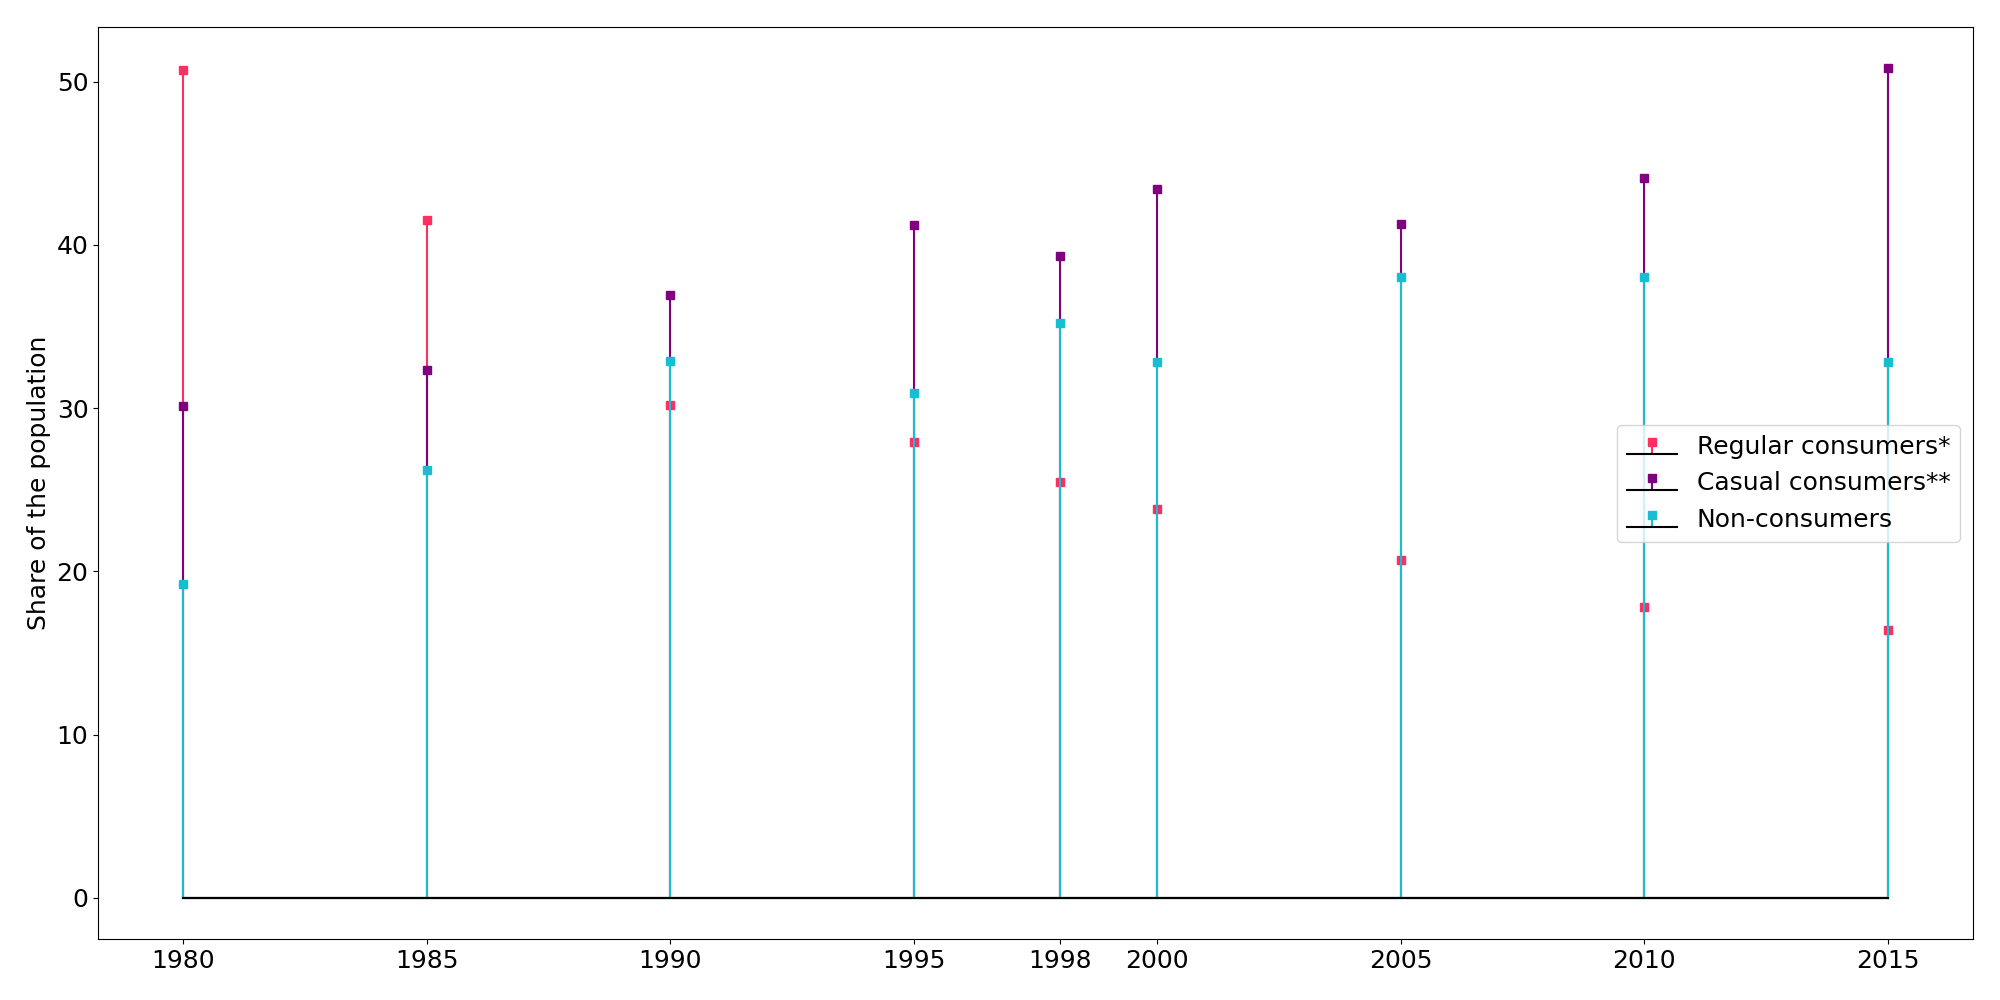 Share of the population
50
40
30
20
10
0
1980 1985 1990 1995 1998 2000 2005 2010 2015
Regular consumers*
Casual consumers**
Non-consumers